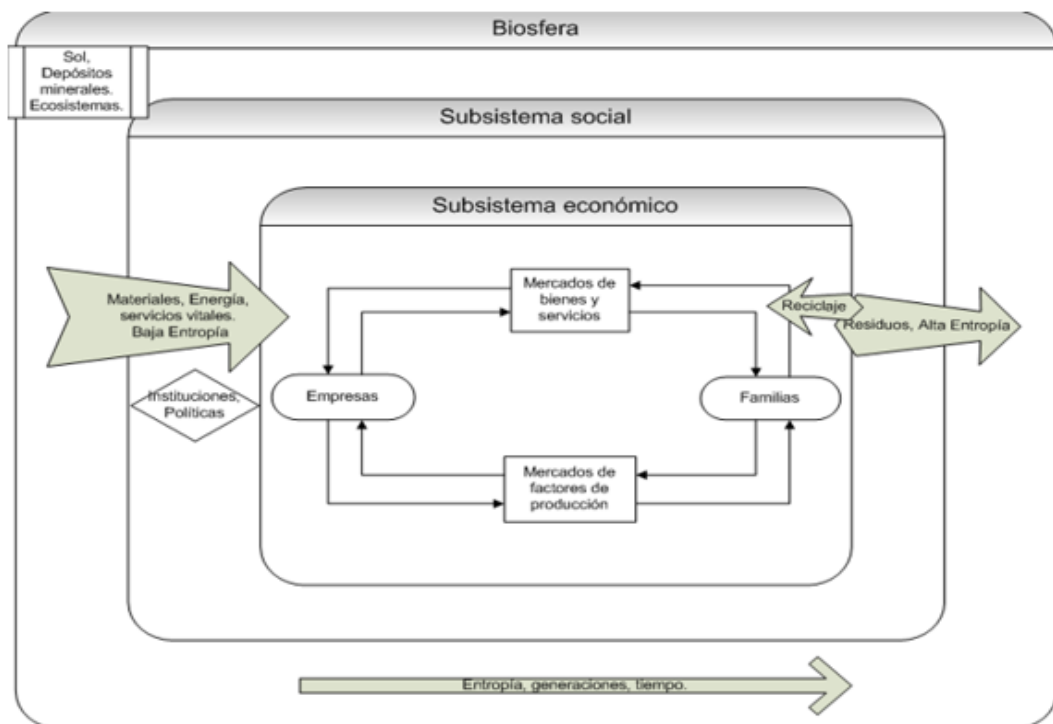 Biosfera
Sol,
Depósitos
minerales.
Ecosistemas.
Subsistema social
Subsistema económico
Materiales, Energía,
servicios vitales.
Baja Entropía
Mercados de
bienes y
servicios
Reciclaje
Residuos, Alta Entropía
Instituciones,
Políticas
Empresas
Familias
Mercados de
factores de
producción
Entropía, generaciones, tiempo.